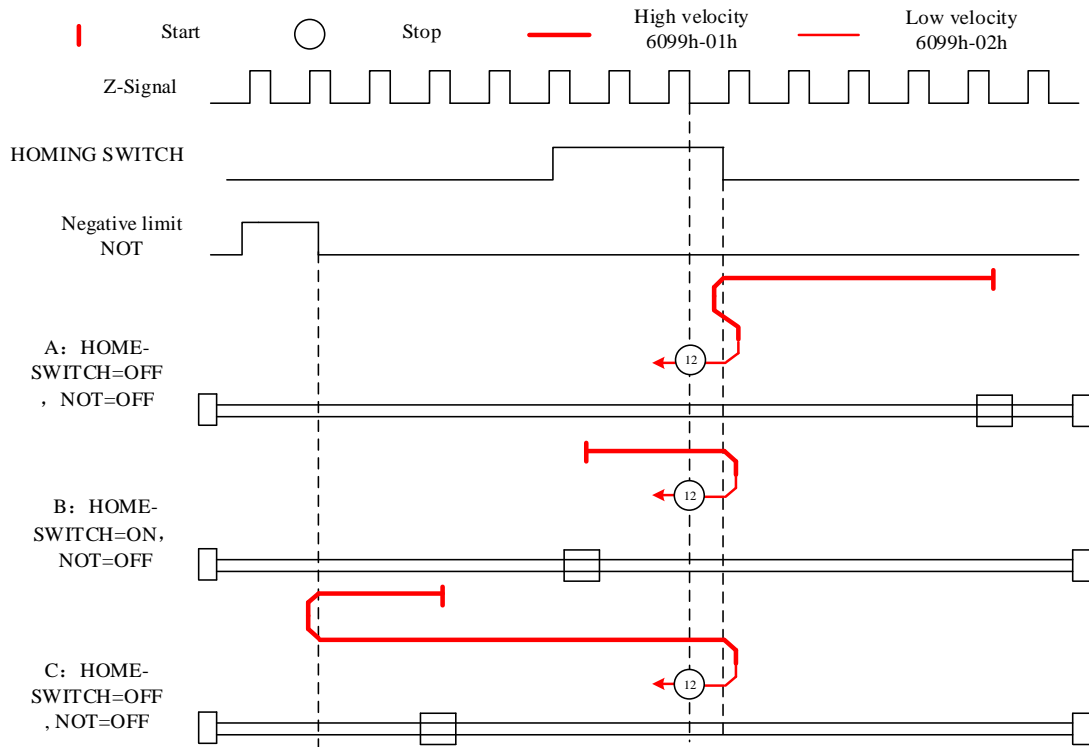 Start
Stop
High velocity
6099h-01h
Low velocity
6099h-02h
Z-Signal
HOMING SWITCH
Negative limit
NOT
A：HOME-
SWITCH=OFF
，NOT=OFF
12
B：HOME-
SWITCH=ON，
NOT=OFF
12
C：HOME-
SWITCH=OFF
, NOT=OFF
12